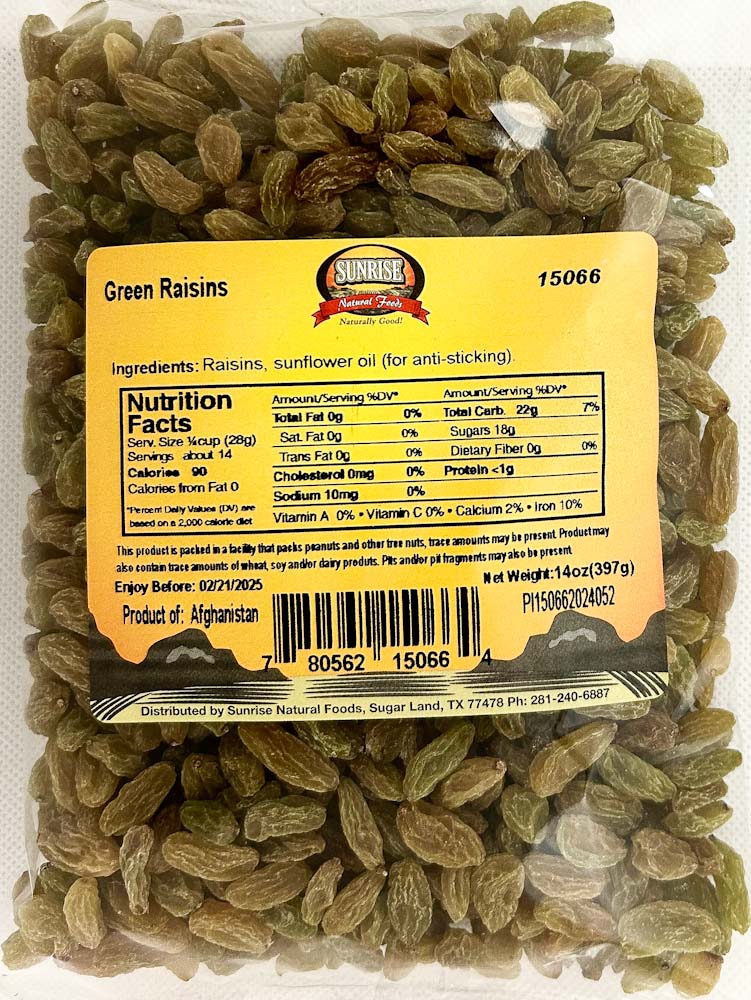 Green Raisins
SUNRISE
Natural Foods
Naturally Good!
15066
Ingredients: Raisins, sunflower oil (for anti-sticking).
Nutrition
Facts
Serv. Size ¼cup (28g)
Servings about 14
Calories 90
Calories from Fat 0
*Percent Daily Values (DV) are
based on a 2,000 calorie diet
Amount/Serving %DV*
Total Fat 0g 0%
Sat. Fat 0g 0%
Trans Fat 0g 0%
Cholesterol 0mg 0%
Sodium 10mg 0%
Amount/Serving %DV*
Total Carb. 22g 7%
Sugars 18g
Dietary Fiber 0g 0%
Protein <1g
Vitamin A 0% • Vitamin C 0% • Calcium 2% • Iron 10%
This product is packed in a facility that packs peanuts and other tree nuts, trace amounts may be present. Product may
also contain trace amounts of wheat, soy and/or dairy produts. Pits and/or pit fragments may also be present
Enjoy Before: 02/21/2025
Net Weight:14oz(397g)
Product of: Afghanistan
PI150662024052
7 80562 15066 4
Distributed by Sunrise Natural Foods, Sugar Land, TX 77478 Ph: 281-240-6887